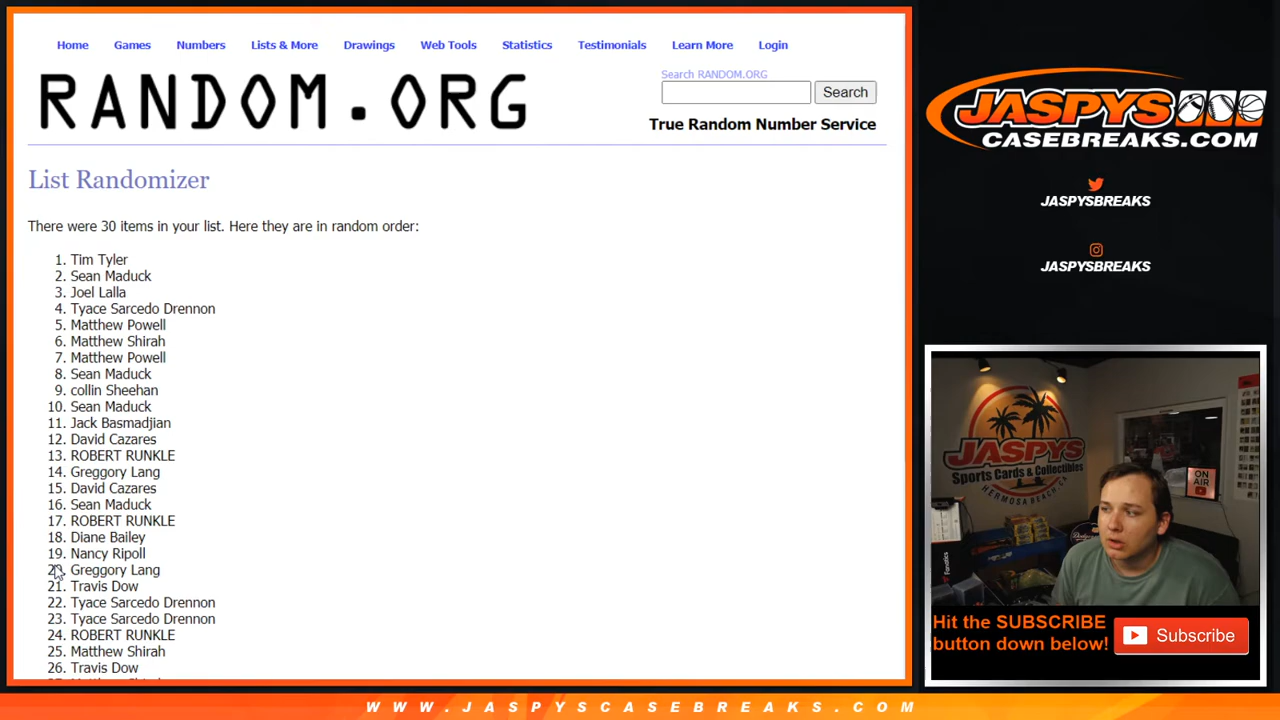 Home Games Numbers Lists & More Drawings Web Tools Statistics Testimonials Learn More Login
RANDOM.ORG
Search RANDOM.ORG
Search
True Random Number Service
List Randomizer
There were 30 items in your list. Here they are in random order:
1. Tim Tyler
2. Sean Maduck
3. Joel Lalla
4. Tyace Sarcedo Drennon
5. Matthew Powell
6. Matthew Shirah
7. Matthew Powell
8. Sean Maduck
9. collin Sheehan
10. Sean Maduck
11. Jack Basmadjian
12. David Cazares
13. ROBERT RUNKLE
14. Greggory Lang
15. David Cazares
16. Sean Maduck
17. ROBERT RUNKLE
18. Diane Bailey
19. Nancy Ripoll
20. Greggory Lang
21. Travis Dow
22. Tyace Sarcedo Drennon
23. Tyace Sarcedo Drennon
24. ROBERT RUNKLE
25. Matthew Shirah
26. Travis Dow
JASPYS
CASEBREAKS.COM
JASPYSBREAKS
JASPYSBREAKS
JASPYS
Sports Cards & Collectibles
HERMOSA BEACH, CA
ON AIR
Fanatics
Hit the SUBSCRIBE
button down below!
Subscribe
WWW.JASPYSCASEBREAKS.COM